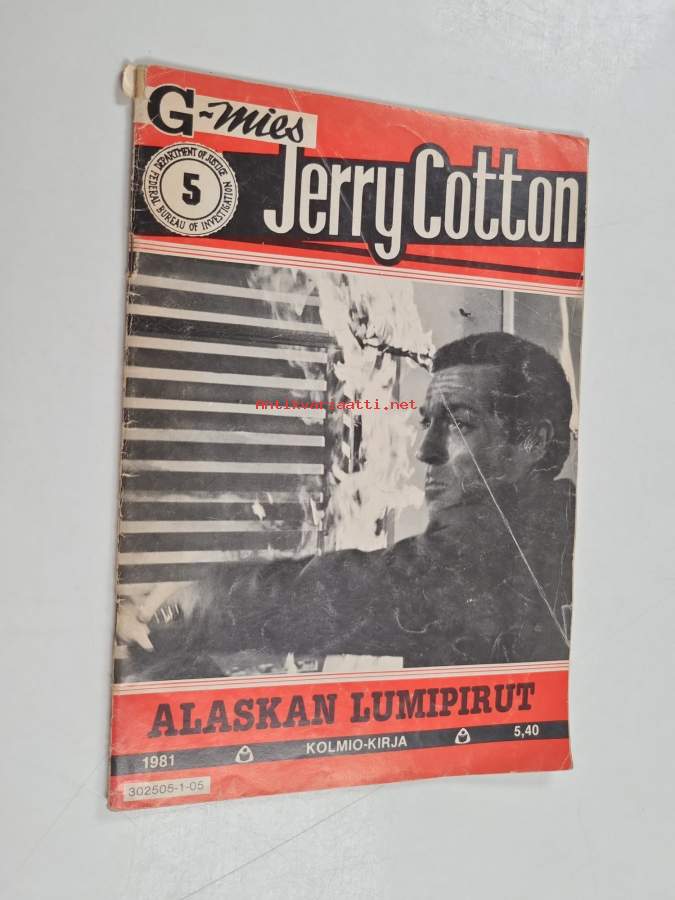 G-mies
Jerry Cotton
DEPARTMENT OF JUSTICE
FEDERAL BUREAU OF INVESTIGATION
5
Antikvariaatti.net
ALASKAN LUMIPIRUT
1981 KOLMIO-KIRJA 5,40
302505-1-05